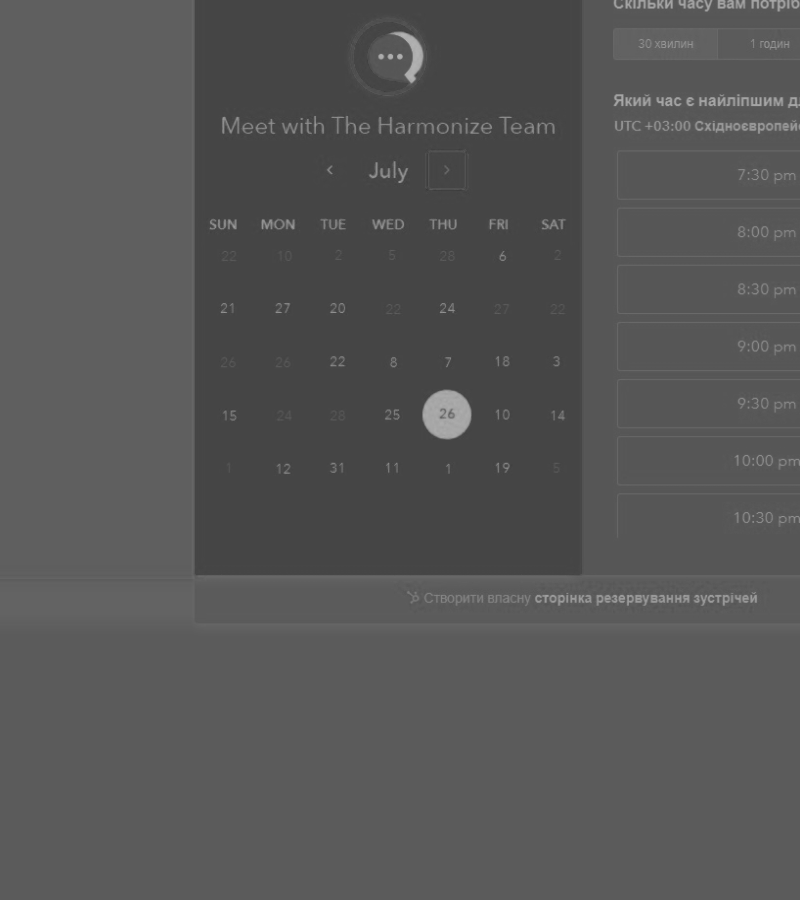 Meet with The Harmonize Team
July
SUN MON TUE WED THU FRI SAT
22 10 2 5 28 6 2
21 27 20 22 24 27 22
26 26 22 8 7 18 3
15 24 28 25 26 10 14
1 12 31 11 1 19 5
Скільки часу вам
30 хвилин 1 годин
Який час є найліпшим
UTC +03:00
7:30 pm
8:00 pm
8:30 pm
9:00 pm
9:30 pm
10:00 pm
10:30 pm
Створити власну сторінка резервування зустрічей